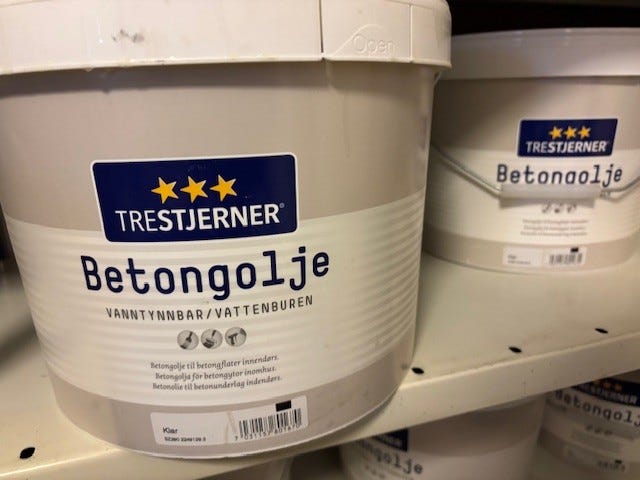 Open
TRESTJERNER®
Betongolje
VANNTYNNBAR/VATTENBUREN
Betongolje til betongflater innendørs.
Betongolja för betongytor inomhus.
Betonolie til betonunderlag indendørs.
Klar
TRESTJERNER
Betongolje
TRESTJERNER
Betongolje
Betongolje